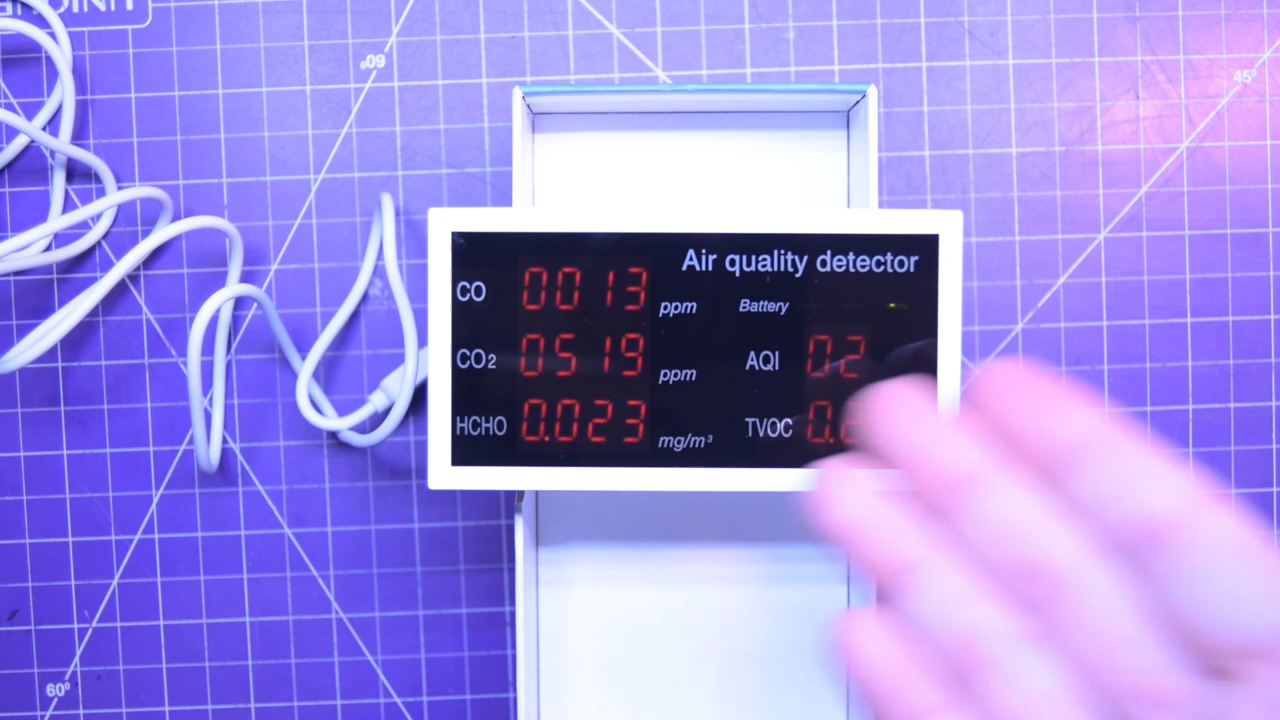 60°
45°
Air quality detector
CO 0013 ppm Battery
CO₂ 0519 ppm AQI 02
HCHO 0.023 mg/m³ TVOC 0.
60°